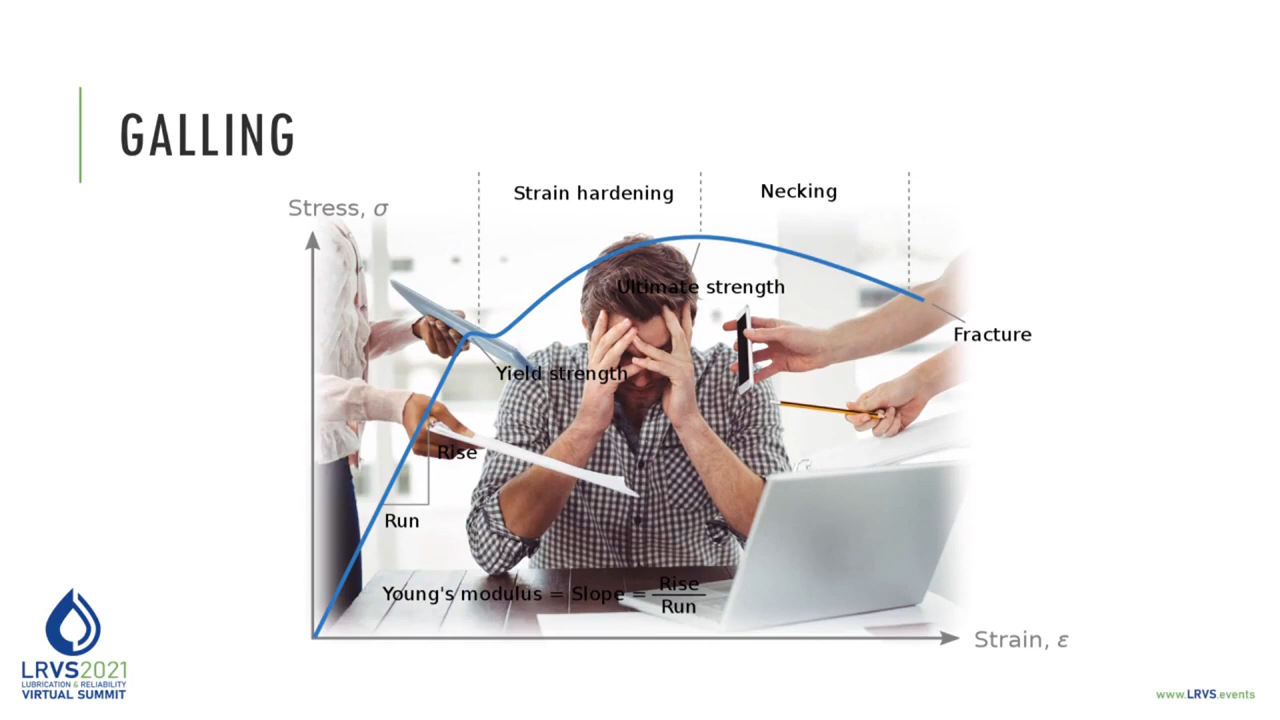 GALLING
Strain hardening
Necking
Stress, σ
Ultimate strength
Fracture
Yield strength
Rise
Run
Young's modulus = Slope = Rise
Run
Strain, ε
LRVS2021
LUBRICATION & RELIABILITY
VIRTUAL SUMMIT
www.LRVS.events